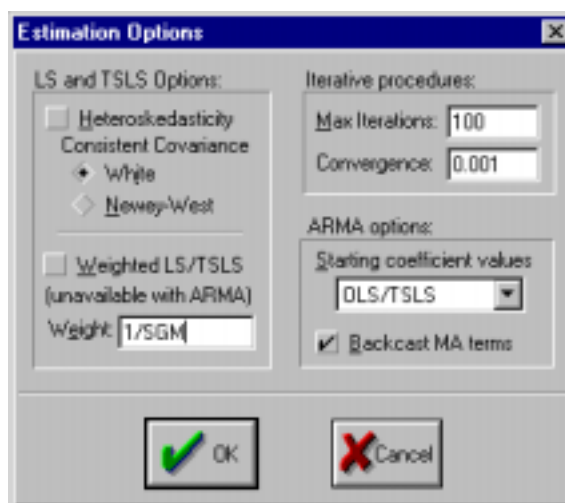 Estimation Options
LS and TSLS Options:
Heteroskedasticity
Consistent Covariance
White
Newey-West
Weighted LS/TSLS
(unavailable with ARMA)
Weight: 1/SGM
Iterative procedures:
Max Iterations: 100
Convergence: 0.001
ARMA options:
Starting coefficient values
OLS/TSLS
Backcast MA terms
OK
Cancel